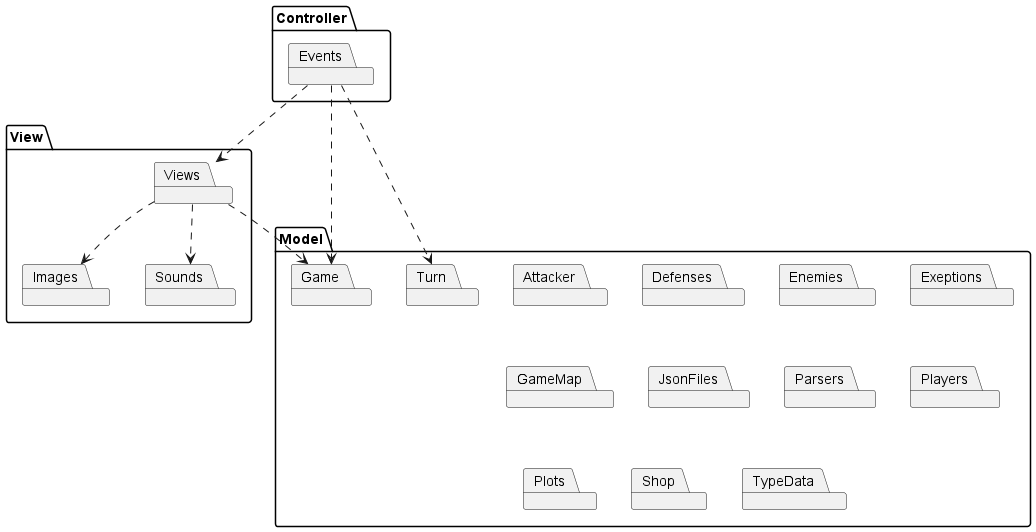 Controller
Events
View
Views
Model
Images
Sounds
Game
Turn
Attacker
Defenses
Enemies
Exeptions
GameMap
JsonFiles
Parsers
Players
Plots
Shop
TypeData